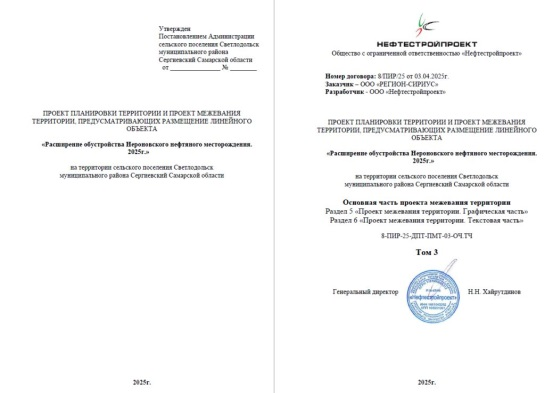 Утвержден
Постановлением Администрации
сельского поселения Светлодольск
муниципального района
Сергиевский Самарской области
от ________________ № ________
ПРОЕКТ ПЛАНИРОВКИ ТЕРРИТОРИИ И ПРОЕКТ МЕЖЕВАНИЯ
ТЕРРИТОРИИ, ПРЕДУСМАТРИВАЮЩИХ РАЗМЕЩЕНИЕ ЛИНЕЙНОГО
ОБЪЕКТА
«Расширение обустройства Нероновского нефтяного месторождения.
2025г.»
на территории сельского поселения Светлодольск
муниципального района Сергиевский Самарской области
2025г.
НЕФТЕСТРОЙПРОЕКТ
Общество с ограниченной ответственностью «Нефтестройпроект»
Номер договора: 8/ПИР/25 от 03.04.2025г.
Заказчик – ООО «РЕГИОН-СИРИУС»
Разработчик - ООО «Нефтестройпроект»
ПРОЕКТ ПЛАНИРОВКИ ТЕРРИТОРИИ И ПРОЕКТ МЕЖЕВАНИЯ
ТЕРРИТОРИИ, ПРЕДУСМАТРИВАЮЩИХ РАЗМЕЩЕНИЕ ЛИНЕЙНОГО
ОБЪЕКТА
«Расширение обустройства Нероновского нефтяного месторождения.
2025г.»
на территории сельского поселения Светлодольск
муниципального района Сергиевский Самарской области
Основная часть проекта межевания территории
Раздел 5 «Проект межевания территории. Графическая часть»
Раздел 6 «Проект межевания территории. Текстовая часть»
8-ПИР-25-ДПТ-ПМТ-03-ОЧ.ТЧ
Том 3
Генеральный директор
«Нефтестройпроект»
Н.Н. Хайрутдинов
2025г.